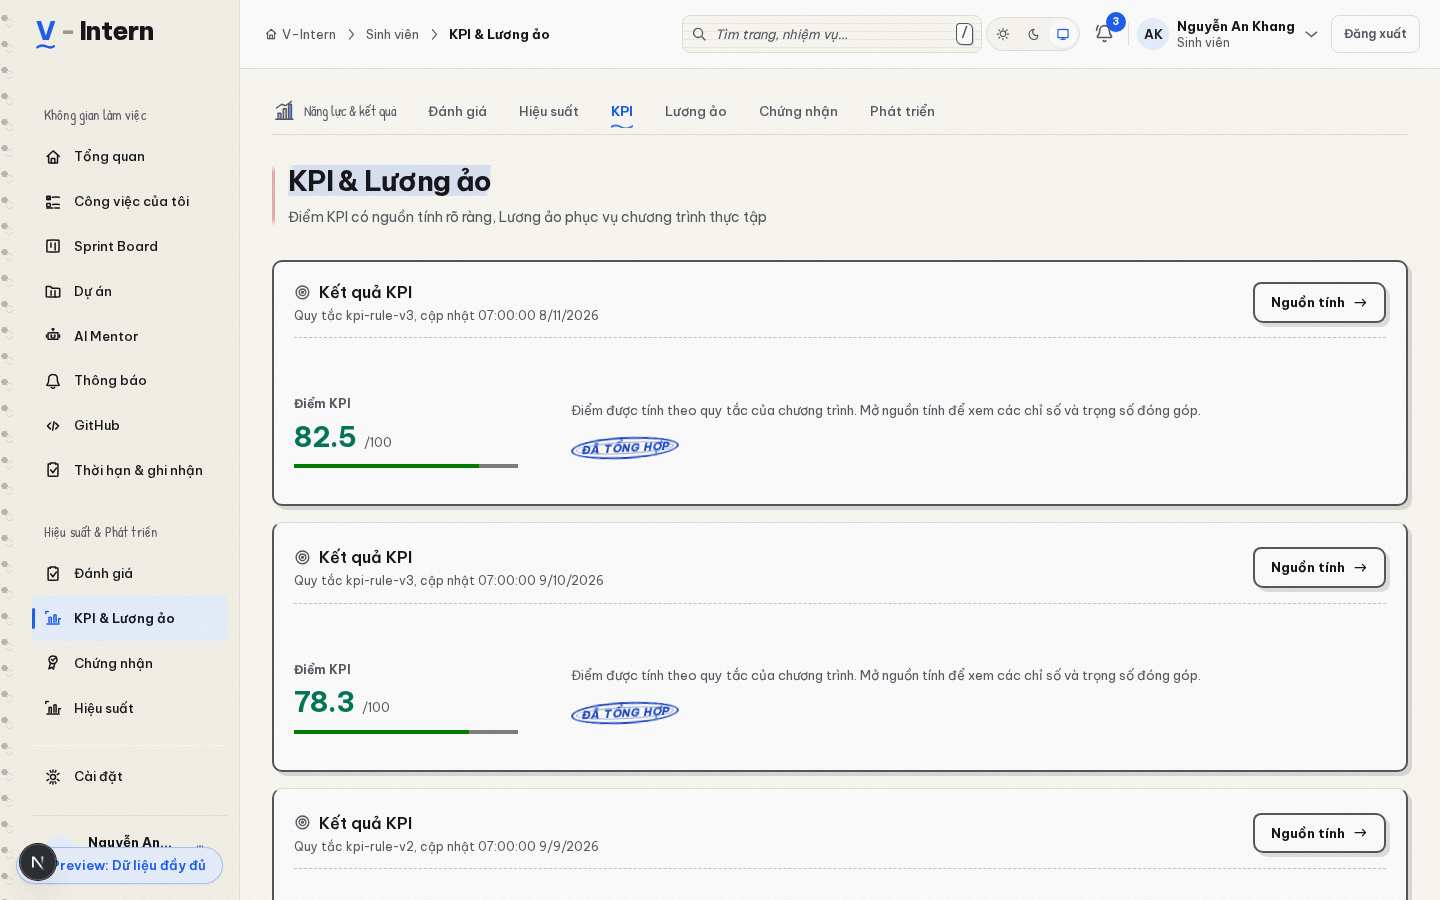 V - Intern
V-Intern > Sinh viên > KPI & Lương ảo
Tìm trang, nhiệm vụ...
/
3
AK
Nguyễn An Khang
Sinh viên
Đăng xuất
Không gian làm việc
Tổng quan
Công việc của tôi
Sprint Board
Dự án
AI Mentor
Thông báo
GitHub
Thời hạn & ghi nhận
Hiệu suất & Phát triển
Đánh giá
KPI & Lương ảo
Chứng nhận
Hiệu suất
Cài đặt
Nguyễn An...
N
Preview: Dữ liệu đầy đủ
Năng lực & kết quả
Đánh giá
Hiệu suất
KPI
Lương ảo
Chứng nhận
Phát triển
KPI & Lương ảo
Điểm KPI có nguồn tính rõ ràng, Lương ảo phục vụ chương trình thực tập
Kết quả KPI
Quy tắc kpi-rule-v3, cập nhật 07:00:00 8/11/2026
Nguồn tính →
Điểm KPI
82.5 /100
Điểm được tính theo quy tắc của chương trình. Mở nguồn tính để xem các chỉ số và trọng số đóng góp.
ĐÃ TỔNG HỢP
Kết quả KPI
Quy tắc kpi-rule-v3, cập nhật 07:00:00 9/10/2026
Nguồn tính →
Điểm KPI
78.3 /100
Điểm được tính theo quy tắc của chương trình. Mở nguồn tính để xem các chỉ số và trọng số đóng góp.
ĐÃ TỔNG HỢP
Kết quả KPI
Quy tắc kpi-rule-v2, cập nhật 07:00:00 9/9/2026
Nguồn tính →